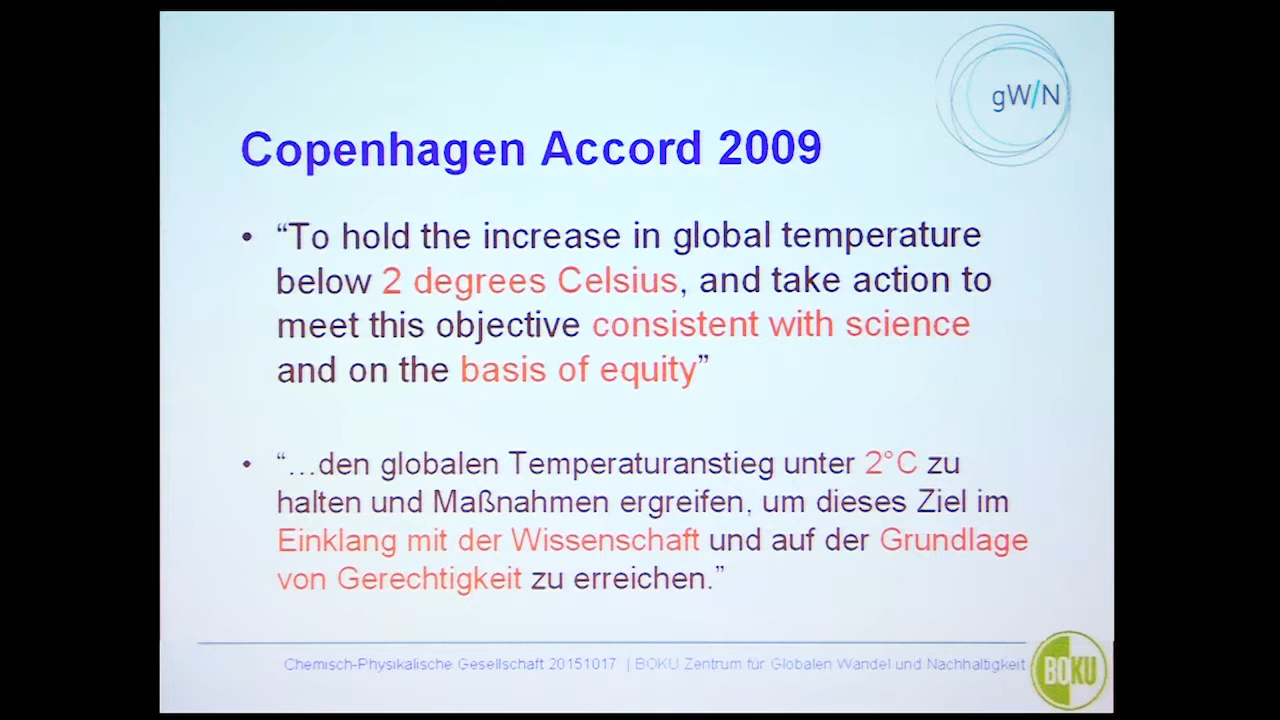 gW/N
Copenhagen Accord 2009
• “To hold the increase in global temperature
below 2 degrees Celsius, and take action to
meet this objective consistent with science
and on the basis of equity”
• “…den globalen Temperaturanstieg unter 2°C zu
halten und Maßnahmen ergreifen, um dieses Ziel im
Einklang mit der Wissenschaft und auf der Grundlage
von Gerechtigkeit zu erreichen.”
Chemisch-Physikalische Gesellschaft 20151017 | BOKU Zentrum für Globalen Wandel und Nachhaltigkeit
BOKU